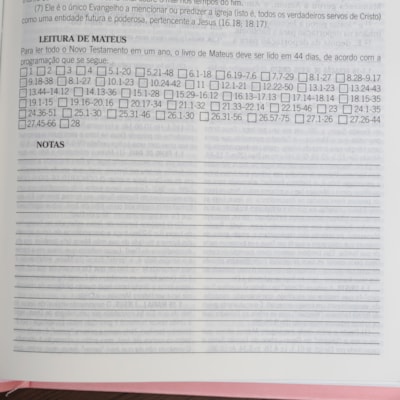 (7) Ele é o único Evangelho a mencionar ou predizer a igreja (isto é, todos os verdadeiros servos de Cristo)
como uma entidade futura e poderosa, pertencente a Jesus (16.18; 18.17).
LEITURA DE MATEUS
Para ler todo o Novo Testamento em um ano, o livro de Mateus deve ser lido em 44 dias, de acordo com a
programação que se segue:
□ 1 □ 2 □ 3 □ 4 □ 5.1-20 □ 5.21-48 □ 6.1-18 □ 6.19–7.6 □ 7.7-29 □ 8.1-27 □ 8.28–9.17
□ 9.18-38 □ 8.1-27 □ 10.1-23 □ 10.24-42 □ 11 □ 12.1-21 □ 12.22-50 □ 13.1-23 □ 13.24-43
□ 13.44–14.12 □ 14.13-36 □ 15.1-28 □ 15.29–16.12 □ 16.13–17.13 □ 17.14–18.14 □ 18.15-35
□ 19.1-15 □ 19.16–20.16 □ 20.17-34 □ 21.1-32 □ 21.33–22.14 □ 22.15-46 □ 23 □ 24.1-35
□ 24.36-51 □ 25.1-30 □ 25.31-46 □ 26.1-30 □ 26.31-56 □ 26.57-75 □ 27.1-26 □ 27.26-44
□ 27.45-66 □ 28
NOTAS